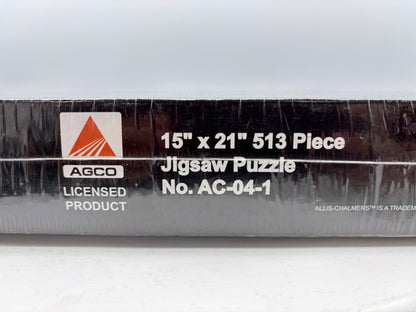 AGCO
LICENSED
PRODUCT
15" x 21" 513 Piece
Jigsaw Puzzle
No. AC-04-1
ALLIS-CHALMERS™ IS A TRADEM